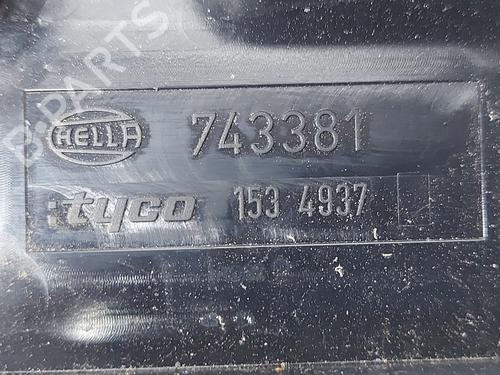 B-PARTS
HELLA 743381
:tyco 153 4937